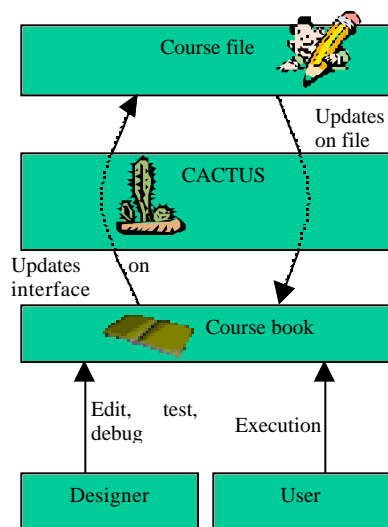 Course file
Updates
on file
CACTUS
Updates on
interface
Course book
Edit, test,
debug
Execution
Designer
User